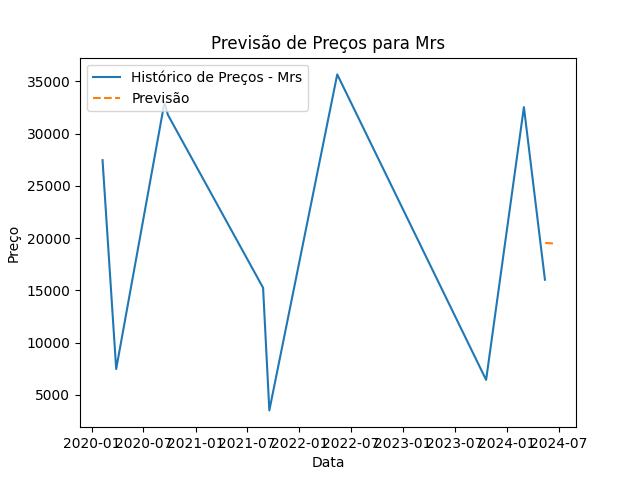 Previsão de Preços para Mrs
Histórico de Preços - Mrs
Previsão
35000
30000
25000
20000
15000
10000
5000
Preço
2020-01 2020-07 2021-01 2021-07 2022-01 2022-07 2023-01 2023-07 2024-01 2024-07
Data